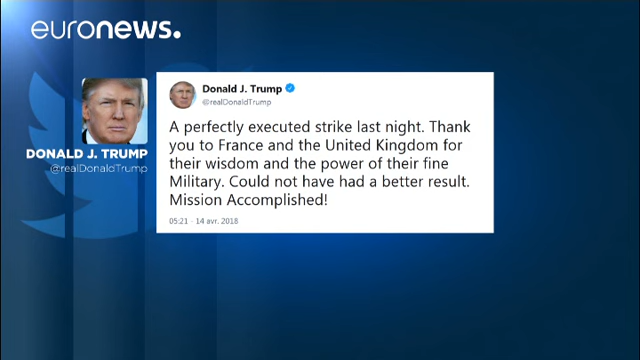 euronews.
DONALD J. TRUMP
@realDonaldTrump
Donald J. Trump
@realDonaldTrump
A perfectly executed strike last night. Thank
you to France and the United Kingdom for
their wisdom and the power of their fine
Military. Could not have had a better result.
Mission Accomplished!
05:21 - 14 avr. 2018